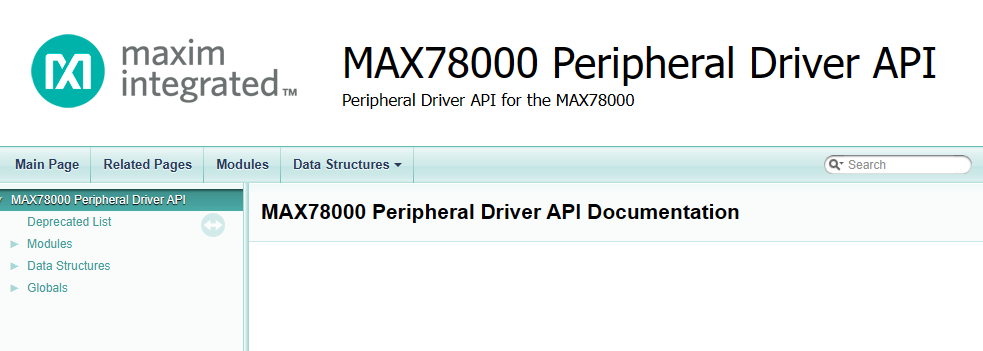 maxim
integrated™
MAX78000 Peripheral Driver API
Peripheral Driver API for the MAX78000
Main Page
Related Pages
Modules
Data Structures
Search
MAX78000 Peripheral Driver API
Deprecated List
Modules
Data Structures
Globals
MAX78000 Peripheral Driver API Documentation